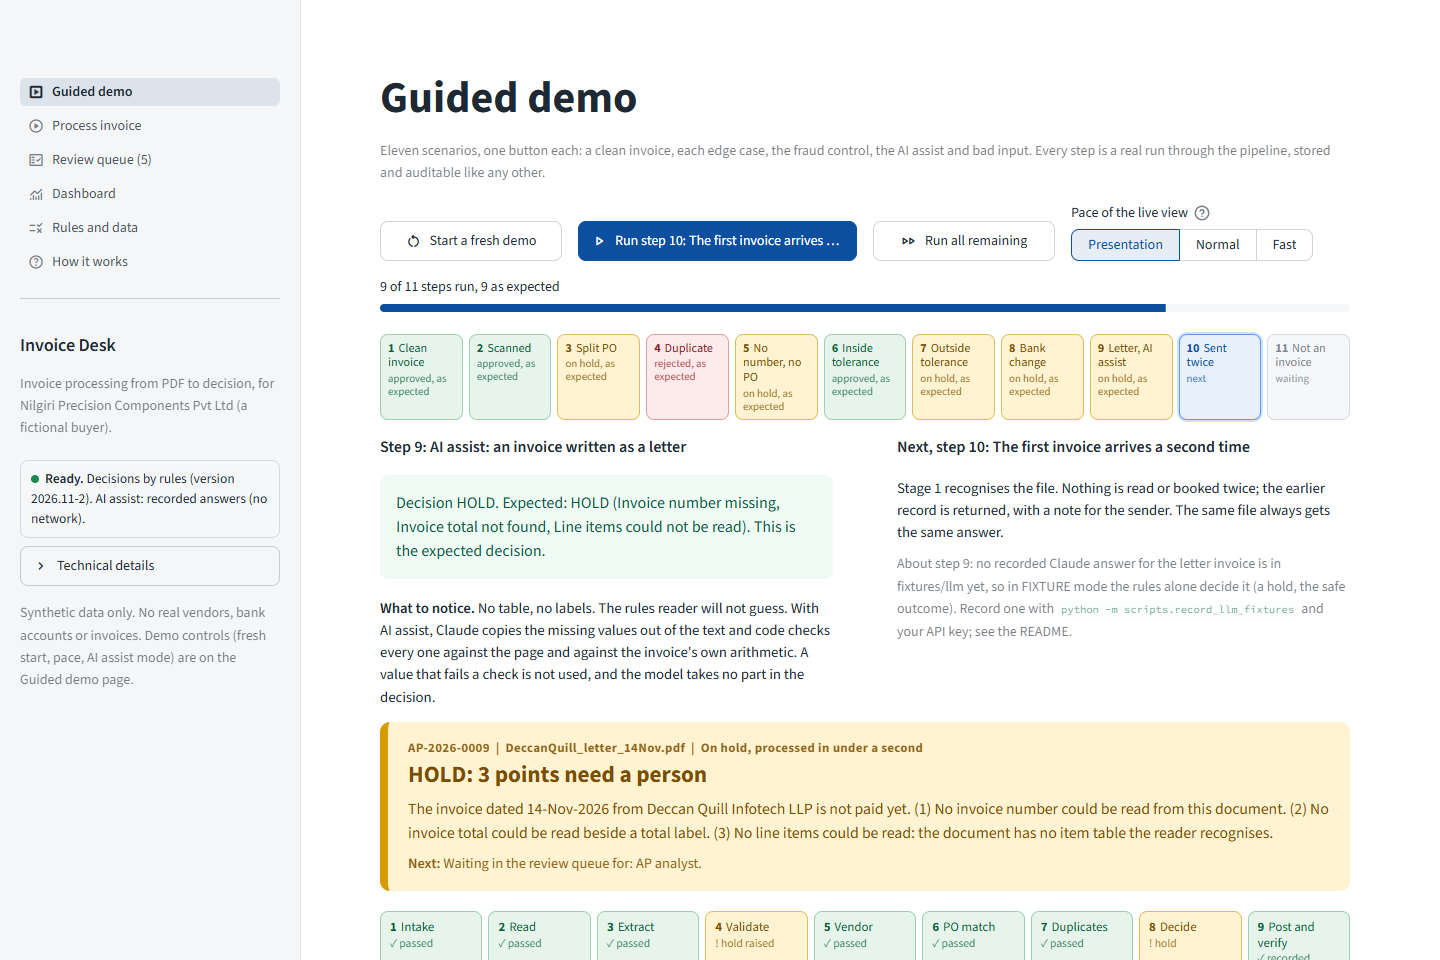 Guided demo
Process invoice
Review queue (5)
Dashboard
Rules and data
How it works
Invoice Desk
Invoice processing from PDF to decision, for
Nilgiri Precision Components Pvt Ltd (a
fictional buyer).
Ready. Decisions by rules (version
2026.11-2). AI assist: recorded answers (no
network).
Technical details
Synthetic data only. No real vendors, bank
accounts or invoices. Demo controls (fresh
start, pace, AI assist mode) are on the
Guided demo page.
Guided demo
Eleven scenarios, one button each: a clean invoice, each edge case, the fraud control, the AI assist and bad input. Every step is a real run through the pipeline, stored
and auditable like any other.
Start a fresh demo
Run step 10: The first invoice arrives ...
Run all remaining
Pace of the live view
Presentation
Normal
Fast
9 of 11 steps run, 9 as expected
1 Clean
invoice
approved, as
expected
2 Scanned
approved, as
expected
3 Split PO
on hold, as
expected
4 Duplicate
rejected, as
expected
5 No
number, no
PO
on hold, as
expected
6 Inside
tolerance
approved, as
expected
7 Outside
tolerance
on hold, as
expected
8 Bank
change
on hold, as
expected
9 Letter, AI
assist
on hold, as
expected
10 Sent
twice
next
11 Not an
invoice
waiting
Step 9: AI assist: an invoice written as a letter
Decision HOLD. Expected: HOLD (Invoice number missing,
Invoice total not found, Line items could not be read). This is
the expected decision.
What to notice. No table, no labels. The rules reader will not guess. With
AI assist, Claude copies the missing values out of the text and code checks
every one against the page and against the invoice's own arithmetic. A
value that fails a check is not used, and the model takes no part in the
decision.
Next, step 10: The first invoice arrives a second time
Stage 1 recognises the file. Nothing is read or booked twice; the earlier
record is returned, with a note for the sender. The same file always gets
the same answer.
About step 9: no recorded Claude answer for the letter invoice is in
fixtures/llm yet, so in FIXTURE mode the rules alone decide it (a hold, the safe
outcome). Record one with python -m scripts.record_llm_fixtures and
your API key; see the README.
AP-2026-0009 | DeccanQuill_letter_14Nov.pdf | On hold, processed in under a second
HOLD: 3 points need a person
The invoice dated 14-Nov-2026 from Deccan Quill Infotech LLP is not paid yet. (1) No invoice number could be read from this document. (2) No
invoice total could be read beside a total label. (3) No line items could be read: the document has no item table the reader recognises.
Next: Waiting in the review queue for: AP analyst.
1 Intake
✓ passed
2 Read
✓ passed
3 Extract
✓ passed
4 Validate
! hold raised
5 Vendor
✓ passed
6 PO match
✓ passed
7 Duplicates
✓ passed
8 Decide
! hold
9 Post and
verify
✓ recorded